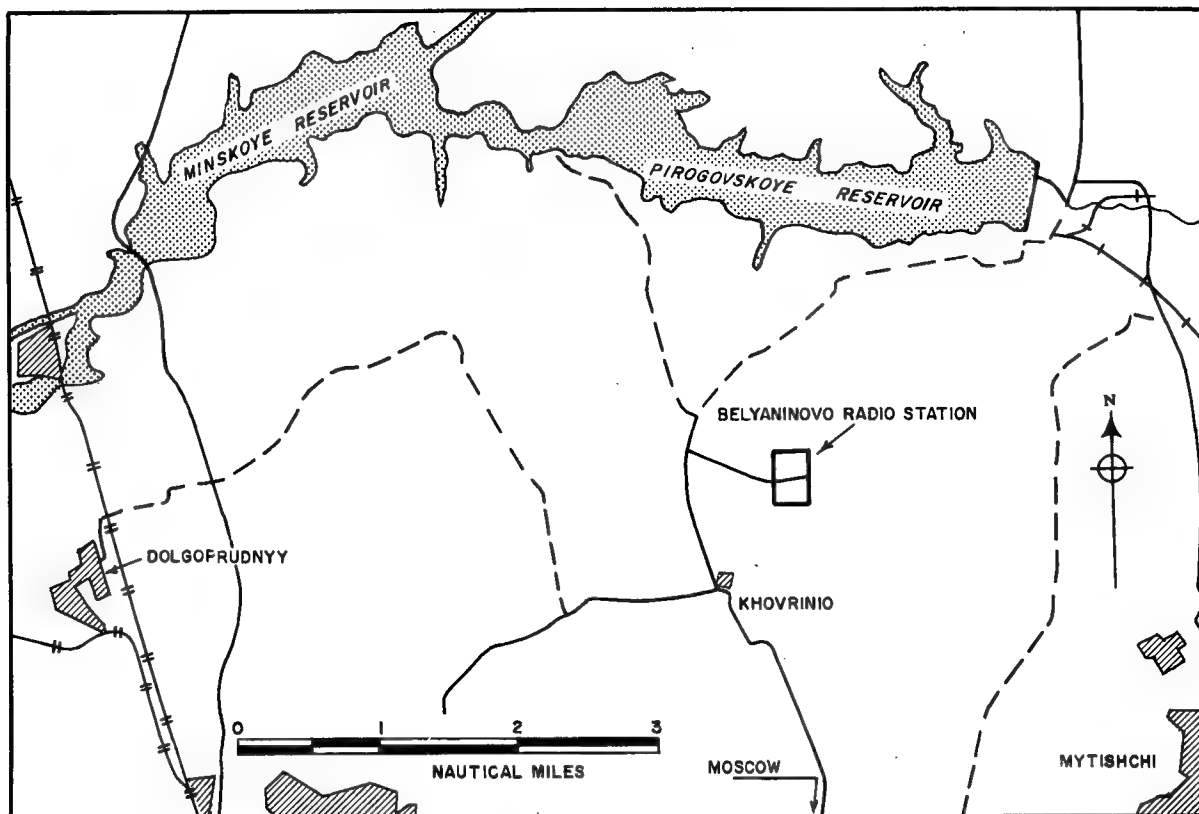 MINSKOYE RESERVOIR
PIROGOVSKOYE RESERVOIR
BELYANINOVO RADIO STATION
N
DOLGOPRUDNYY
KHOVRINIO
0 1 2 3
NAUTICAL MILES
MOSCOW
MYTISHCHI